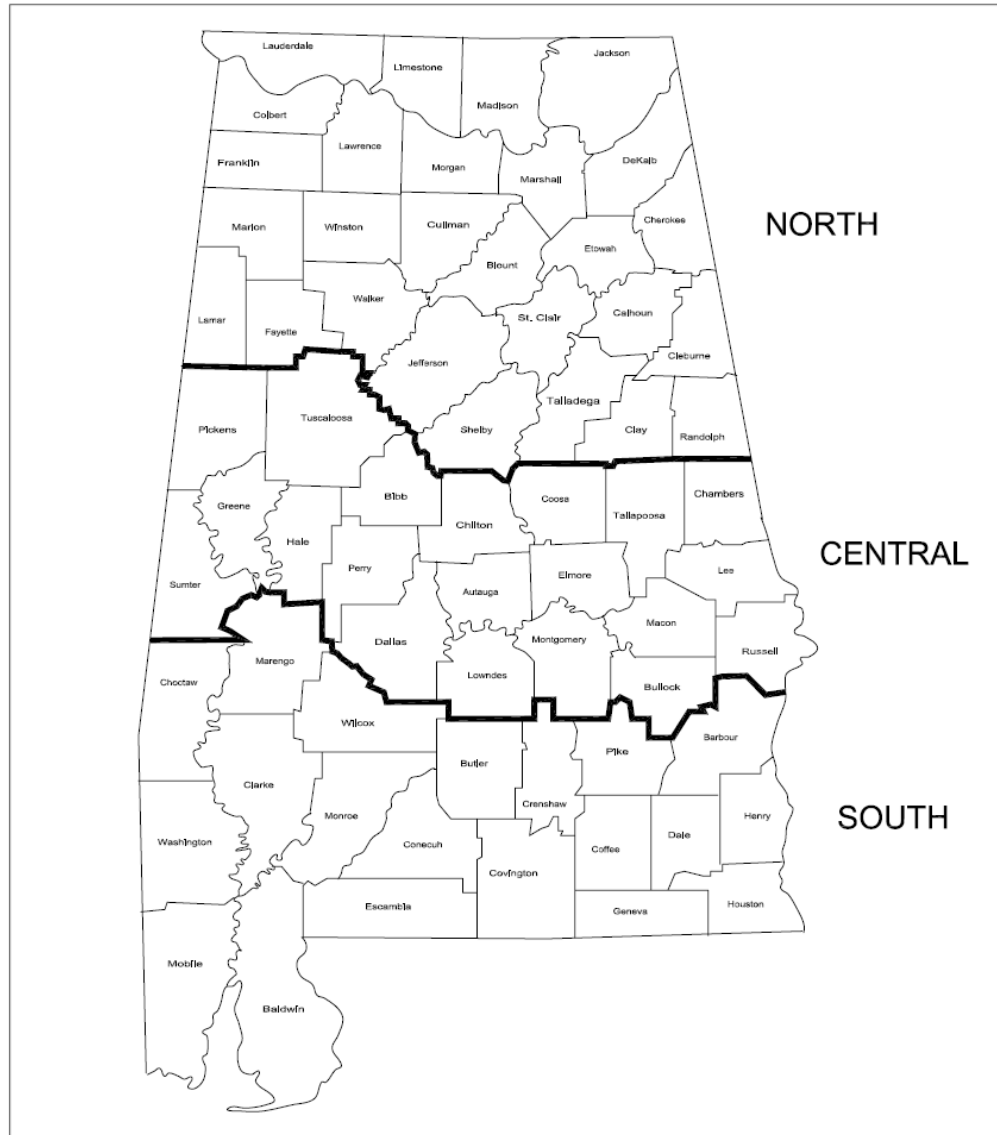 Lauderdale
Limestone
Madison
Jackson
Colbert
Lawrence
Franklin
Morgan
Marshall
DeKalb
Marion
Winston
Cullman
Blount
Etowah
Cherokee
NORTH
Lamar
Fayette
Walker
Jefferson
St. Clair
Calhoun
Cleburne
Talladega
Shelby
Clay
Randolph
Pickens
Tuscaloosa
Bibb
Greene
Hale
Chilton
Coosa
Tallapoosa
Chambers
CENTRAL
Sumter
Perry
Autauga
Elmore
Lee
Dallas
Lowndes
Montgomery
Macon
Russell
Bullock
Choctaw
Marengo
Wilcox
Butler
Crenshaw
Pike
Barbour
SOUTH
Washington
Clarke
Monroe
Conecuh
Covington
Coffee
Dale
Henry
Escambia
Geneva
Houston
Mobile
Baldwin